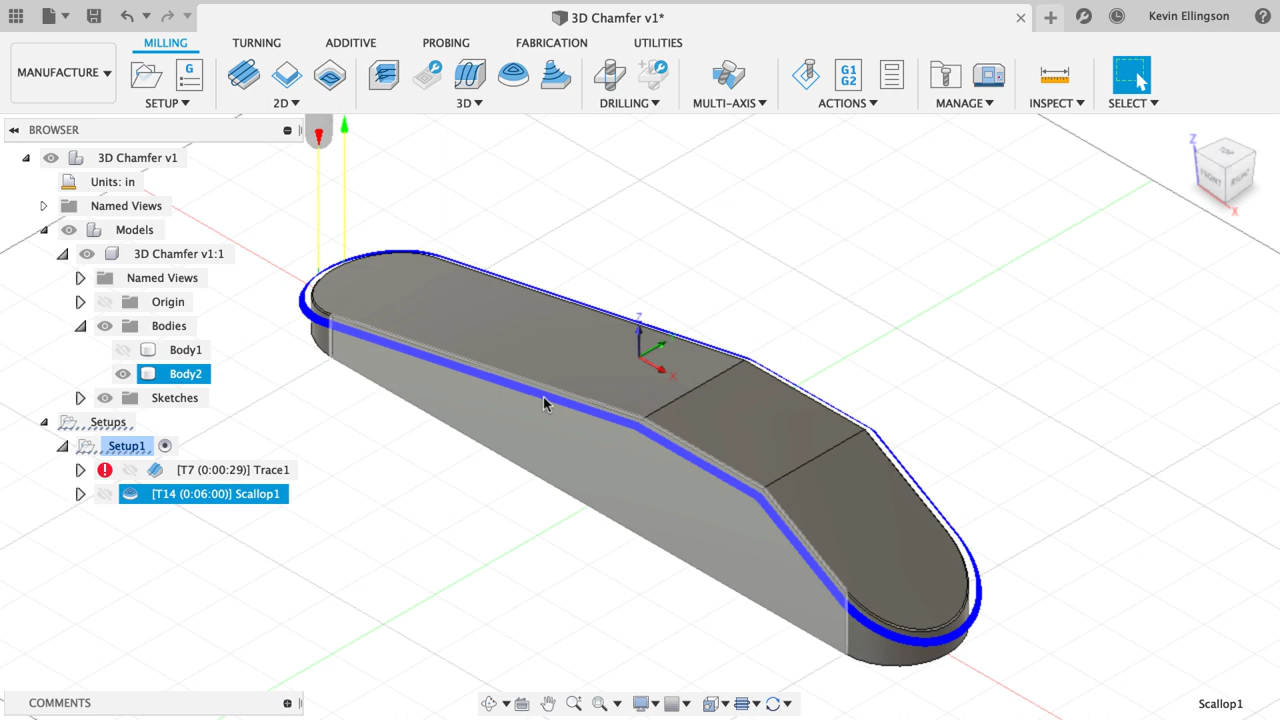 3D Chamfer v1*
Kevin Ellingson
MILLING
TURNING
ADDITIVE
PROBING
FABRICATION
UTILITIES
MANUFACTURE
G
G1
G2
SETUP
2D
3D
DRILLING
MULTI-AXIS
ACTIONS
MANAGE
INSPECT
SELECT
BROWSER
3D Chamfer v1
Units: in
Named Views
Models
3D Chamfer v1:1
Named Views
Origin
Bodies
Body1
Body2
Sketches
Setups
Setup1
[T7 (0:00:29)] Trace1
[T14 (0:06:00)] Scallop1
Z
TOP
FRONT
RIGHT
X
Z
X
COMMENTS
Scallop1